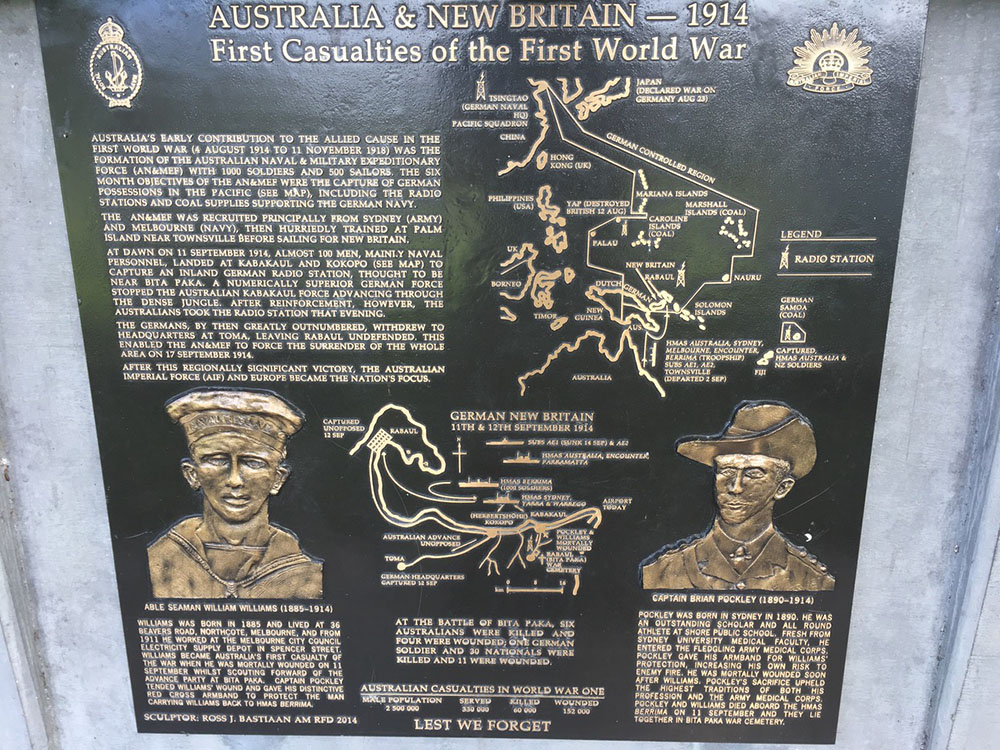 AUSTRALIA & NEW BRITAIN — 1914
First Casualties of the First World War
AUSTRALIAN
NAVY
AUSTRALIAN
IMPERIAL
FORCE
AUSTRALIA'S EARLY CONTRIBUTION TO THE ALLIED CAUSE IN THE
FIRST WORLD WAR (4 AUGUST 1914 TO 11 NOVEMBER 1918) WAS THE
FORMATION OF THE AUSTRALIAN NAVAL & MILITARY EXPEDITIONARY
FORCE (AN&MEF) WITH 1000 SOLDIERS AND 500 SAILORS. THE SIX
MONTH OBJECTIVES OF THE AN&MEF WERE THE CAPTURE OF GERMAN
POSSESSIONS IN THE PACIFIC (SEE MAP), INCLUDING THE RADIO
STATIONS AND COAL SUPPLIES SUPPORTING THE GERMAN NAVY.
THE AN&MEF WAS RECRUITED PRINCIPALLY FROM SYDNEY (ARMY)
AND MELBOURNE (NAVY), THEN HURRIEDLY TRAINED AT PALM
ISLAND NEAR TOWNSVILLE BEFORE SAILING FOR NEW BRITAIN.
AT DAWN ON 11 SEPTEMBER 1914, ALMOST 100 MEN, MAINLY NAVAL
PERSONNEL, LANDED AT KABAKAUL AND KOKOPO (SEE MAP) TO
CAPTURE AN INLAND GERMAN RADIO STATION, THOUGHT TO BE
NEAR BITA PAKA. A NUMERICALLY SUPERIOR GERMAN FORCE
STOPPED THE AUSTRALIAN KABAKAUL FORCE ADVANCING THROUGH
THE DENSE JUNGLE. AFTER REINFORCEMENT, HOWEVER, THE
AUSTRALIANS TOOK THE RADIO STATION THAT EVENING.
THE GERMANS, BY THEN GREATLY OUTNUMBERED, WITHDREW TO
HEADQUARTERS AT TOMA, LEAVING RABAUL UNDEFENDED. THIS
ENABLED THE AN&MEF TO FORCE THE SURRENDER OF THE WHOLE
AREA ON 17 SEPTEMBER 1914.
AFTER THIS REGIONALLY SIGNIFICANT VICTORY, THE AUSTRALIAN
IMPERIAL FORCE (AIF) AND EUROPE BECAME THE NATION'S FOCUS.
TSINGTAO
(GERMAN NAVAL
HQ)
PACIFIC SQUADRON
CHINA
JAPAN
(DECLARED WAR ON
GERMANY AUG 23)
GERMAN CONTROLLED REGION
HONG
KONG (UK)
PHILIPPINES
(USA)
YAP (DESTROYED
BRITISH 12 AUG)
MARIANA ISLANDS
MARSHALL
ISLANDS (COAL)
CAROLINE
ISLANDS
(COAL)
PALAU
UK
BORNEO
NEW BRITAIN
RABAUL
NAURU
DUTCH
GERMAN
NEW
GUINEA
AUS.
TIMOR
SOLOMON
ISLANDS
HMAS AUSTRALIA, SYDNEY,
MELBOURNE, ENCOUNTER,
BERRIMA (TROOPSHIP)
SUBS AE1, AE2,
TOWNSVILLE
(DEPARTED 2 SEP)
AUSTRALIA
LEGEND
RADIO STATION
GERMAN
SAMOA
(COAL)
CAPTURED,
HMAS AUSTRALIA &
NZ SOLDIERS
FIJI
GERMAN NEW BRITAIN
11TH & 12TH SEPTEMBER 1914
CAPTURED
UNOPPOSED
12 SEP
RABAUL
N
SUBS AE1 (SUNK 14 SEP) & AE2
HMAS AUSTRALIA, ENCOUNTER,
PARRAMATTA
HMAS BERRIMA
(1000 SOLDIERS)
HMAS SYDNEY,
YARRA & WARREGO
AIRPORT
TODAY
(HERBERTSHÖHE)
KOKOPO
KABAKAUL
AUSTRALIAN ADVANCE
UNOPPOSED
POCKLEY &
WILLIAMS
MORTALLY
WOUNDED
TOMA
RABAUL
(BITA PAKA)
WAR
CEMETERY
GERMAN HEADQUARTERS
CAPTURED 12 SEP
ABLE SEAMAN WILLIAM WILLIAMS (1885-1914)
WILLIAMS WAS BORN IN 1885 AND LIVED AT 36
BEAVERS ROAD, NORTHCOTE, MELBOURNE, AND FROM
1911 HE WORKED AT THE MELBOURNE CITY COUNCIL
ELECTRICITY SUPPLY DEPOT IN SPENCER STREET.
WILLIAMS BECAME AUSTRALIA'S FIRST CASUALTY OF
THE WAR WHEN HE WAS MORTALLY WOUNDED ON 11
SEPTEMBER WHILST SCOUTING FORWARD OF THE
ADVANCE PARTY AT BITA PAKA. CAPTAIN POCKLEY
TENDED WILLIAMS' WOUND AND GAVE HIS DISTINCTIVE
RED CROSS ARMBAND TO PROTECT THE MAN
CARRYING WILLIAMS BACK TO HMAS BERRIMA.
SCULPTOR: ROSS J. BASTIAAN AM RFD 2014
AT THE BATTLE OF BITA PAKA, SIX
AUSTRALIANS WERE KILLED AND
FOUR WERE WOUNDED; ONE GERMAN
SOLDIER AND 30 NATIONALS WERE
KILLED AND 11 WERE WOUNDED.
AUSTRALIAN CASUALTIES IN WORLD WAR ONE
MALE POPULATION SERVED KILLED WOUNDED
2 500 000 330 000 60 000 152 000
LEST WE FORGET
CAPTAIN BRIAN POCKLEY (1890-1914)
POCKLEY WAS BORN IN SYDNEY IN 1890. HE WAS
AN OUTSTANDING SCHOLAR AND ALL ROUND
ATHLETE AT SHORE PUBLIC SCHOOL. FRESH FROM
SYDNEY UNIVERSITY MEDICAL FACULTY, HE
ENTERED THE FLEDGLING ARMY MEDICAL CORPS.
POCKLEY GAVE HIS ARMBAND FOR WILLIAMS'
PROTECTION, INCREASING HIS OWN RISK TO
ENEMY FIRE. HE WAS MORTALLY WOUNDED SOON
AFTER WILLIAMS. POCKLEY'S SACRIFICE UPHELD
THE HIGHEST TRADITIONS OF BOTH HIS
PROFESSION AND THE ARMY MEDICAL CORPS.
POCKLEY AND WILLIAMS DIED ABOARD THE HMAS
BERRIMA ON 11 SEPTEMBER AND THEY LIE
TOGETHER IN BITA PAKA WAR CEMETERY.